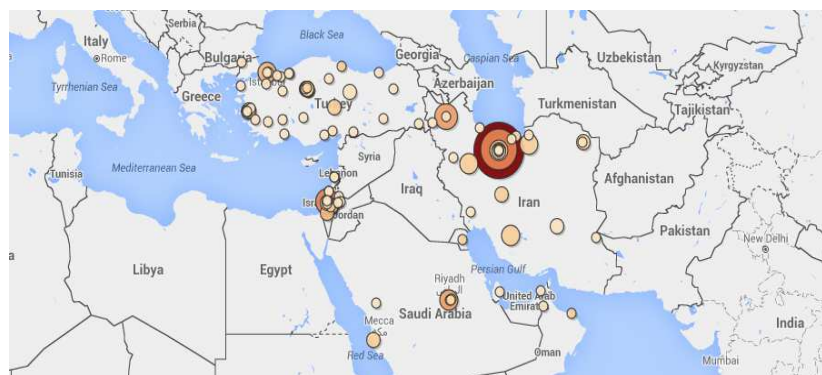 Serbia
Italy
Rome
Bulgaria
Black Sea
Georgia
Caspian Sea
Uzbekistan
Kyrgyzstan
Tyrrhenian Sea
Azerbaijan
Greece
Turkey
Turkmenistan
Tajikistan
Mediterranean Sea
Syria
Tunisia
Lebanon
Afghanistan
Iraq
Iran
Jordan
Pakistan
New Delhi
Libya
Egypt
Persian Gulf
Riyadh
United Arab
Emirates
Saudi Arabia
Mecca
India
Red Sea
Oman
Mumbai